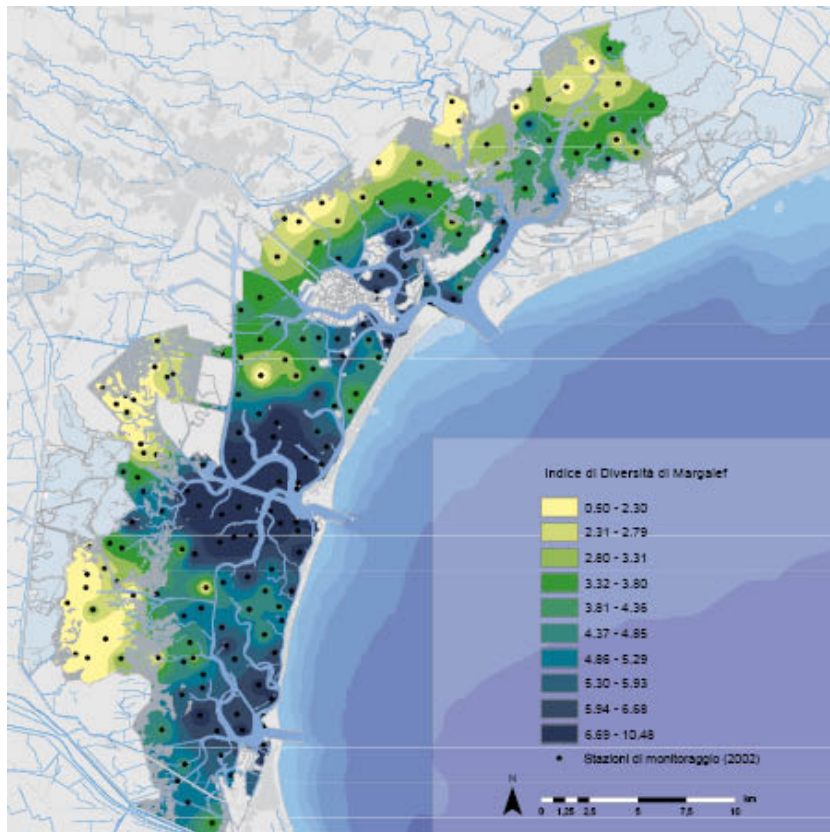 Indice di Diversità di Margalef
0.50 - 2.30
2.31 - 2.79
2.80 - 3.31
3.32 - 3.80
3.81 - 4.36
4.37 - 4.85
4.86 - 5.29
5.30 - 5.93
5.94 - 6.68
6.69 - 10.48
Stazioni di monitoraggio (2002)
N
km
0 1,25 2,5 5 7,5 10